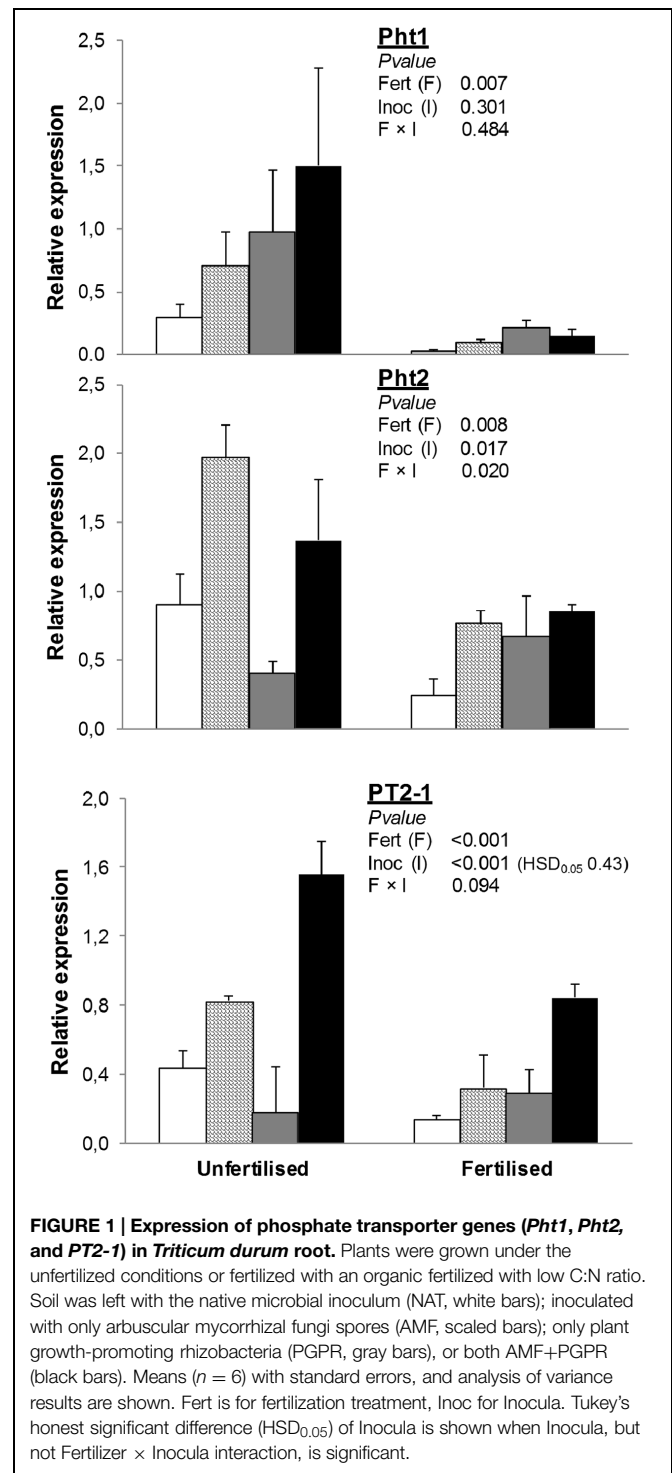 2,5
2,0
1,5
1,0
0,5
0.0
Relative expression
Pht1
Pvalue
Fert (F) 0.007
Inoc (I) 0.301
F × I 0.484
2,5
2,0
1,5
1,0
0,5
0,0
Relative expression
Pht2
Pvalue
Fert (F) 0.008
Inoc (I) 0.017
F × I 0.020
2,0
1,6
1,2
0,8
0,4
0,0
Relative expression
PT2-1
Pvalue
Fert (F) <0.001
Inoc (I) <0.001 (HSD0.05 0.43)
F × I 0.094
Unfertilised Fertilised
FIGURE 1 | Expression of phosphate transporter genes (Pht1, Pht2,
and PT2-1) in Triticum durum root. Plants were grown under the
unfertilized conditions or fertilized with an organic fertilized with low C:N ratio.
Soil was left with the native microbial inoculum (NAT, white bars); inoculated
with only arbuscular mycorrhizal fungi spores (AMF, scaled bars); only plant
growth-promoting rhizobacteria (PGPR, gray bars), or both AMF+PGPR
(black bars). Means (n = 6) with standard errors, and analysis of variance
results are shown. Fert is for fertilization treatment, Inoc for Inocula. Tukey's
honest significant difference (HSD0.05) of Inocula is shown when Inocula, but
not Fertilizer × Inocula interaction, is significant.